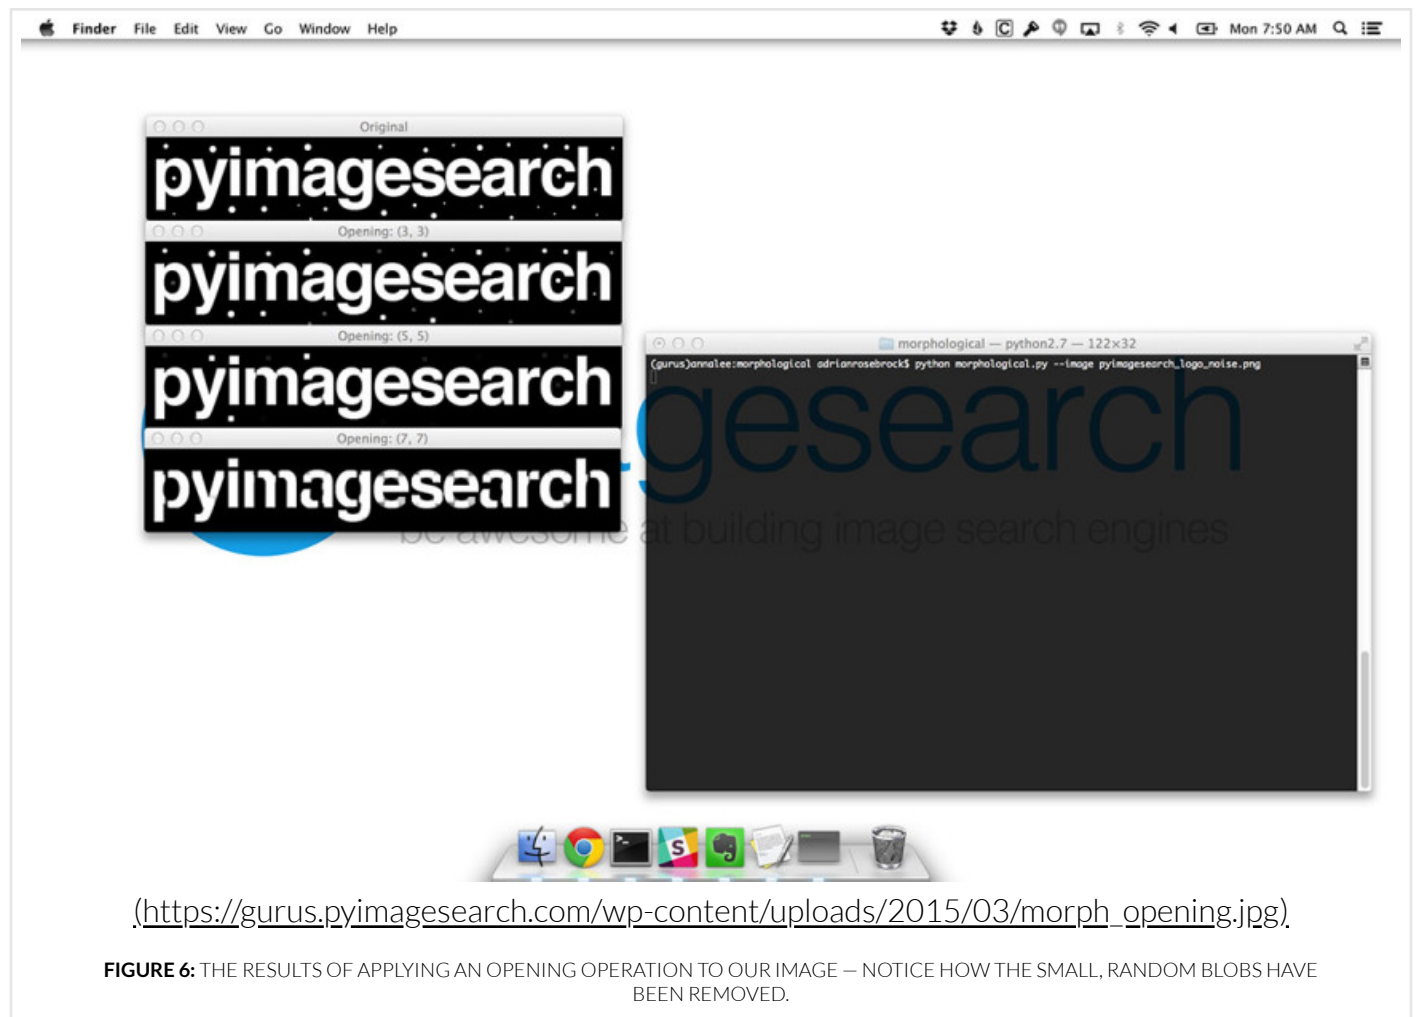 Finder File Edit View Go Window Help Mon 7:50 AM
Original
pyimagesearch
Opening: (3, 3)
pyimagesearch
Opening: (5, 5)
pyimagesearch
Opening: (7, 7)
pyimagesearch
morphological — python2.7 — 122×32
(gurus)annalee:morphological adrianrosebrock$ python morphological.py --image pyimagesearch_logo_noise.png
gesearch
be awesome at building image search engines
(https://gurus.pyimagesearch.com/wp-content/uploads/2015/03/morph_opening.jpg)
FIGURE 6: THE RESULTS OF APPLYING AN OPENING OPERATION TO OUR IMAGE — NOTICE HOW THE SMALL, RANDOM BLOBS HAVE
BEEN REMOVED.